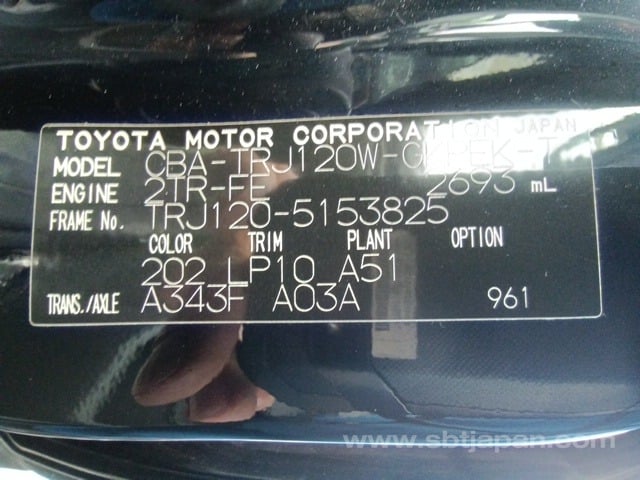 TOYOTA MOTOR CORPORATION JAPAN
MODEL CBA-TRJ120W-GKPEK-T
ENGINE 2TR-FE 2693 mL
FRAME No. TRJ120-5153825
COLOR TRIM PLANT OPTION
202 LP10 A51
TRANS./AXLE A343F A03A 961
www.sbtjapan.com